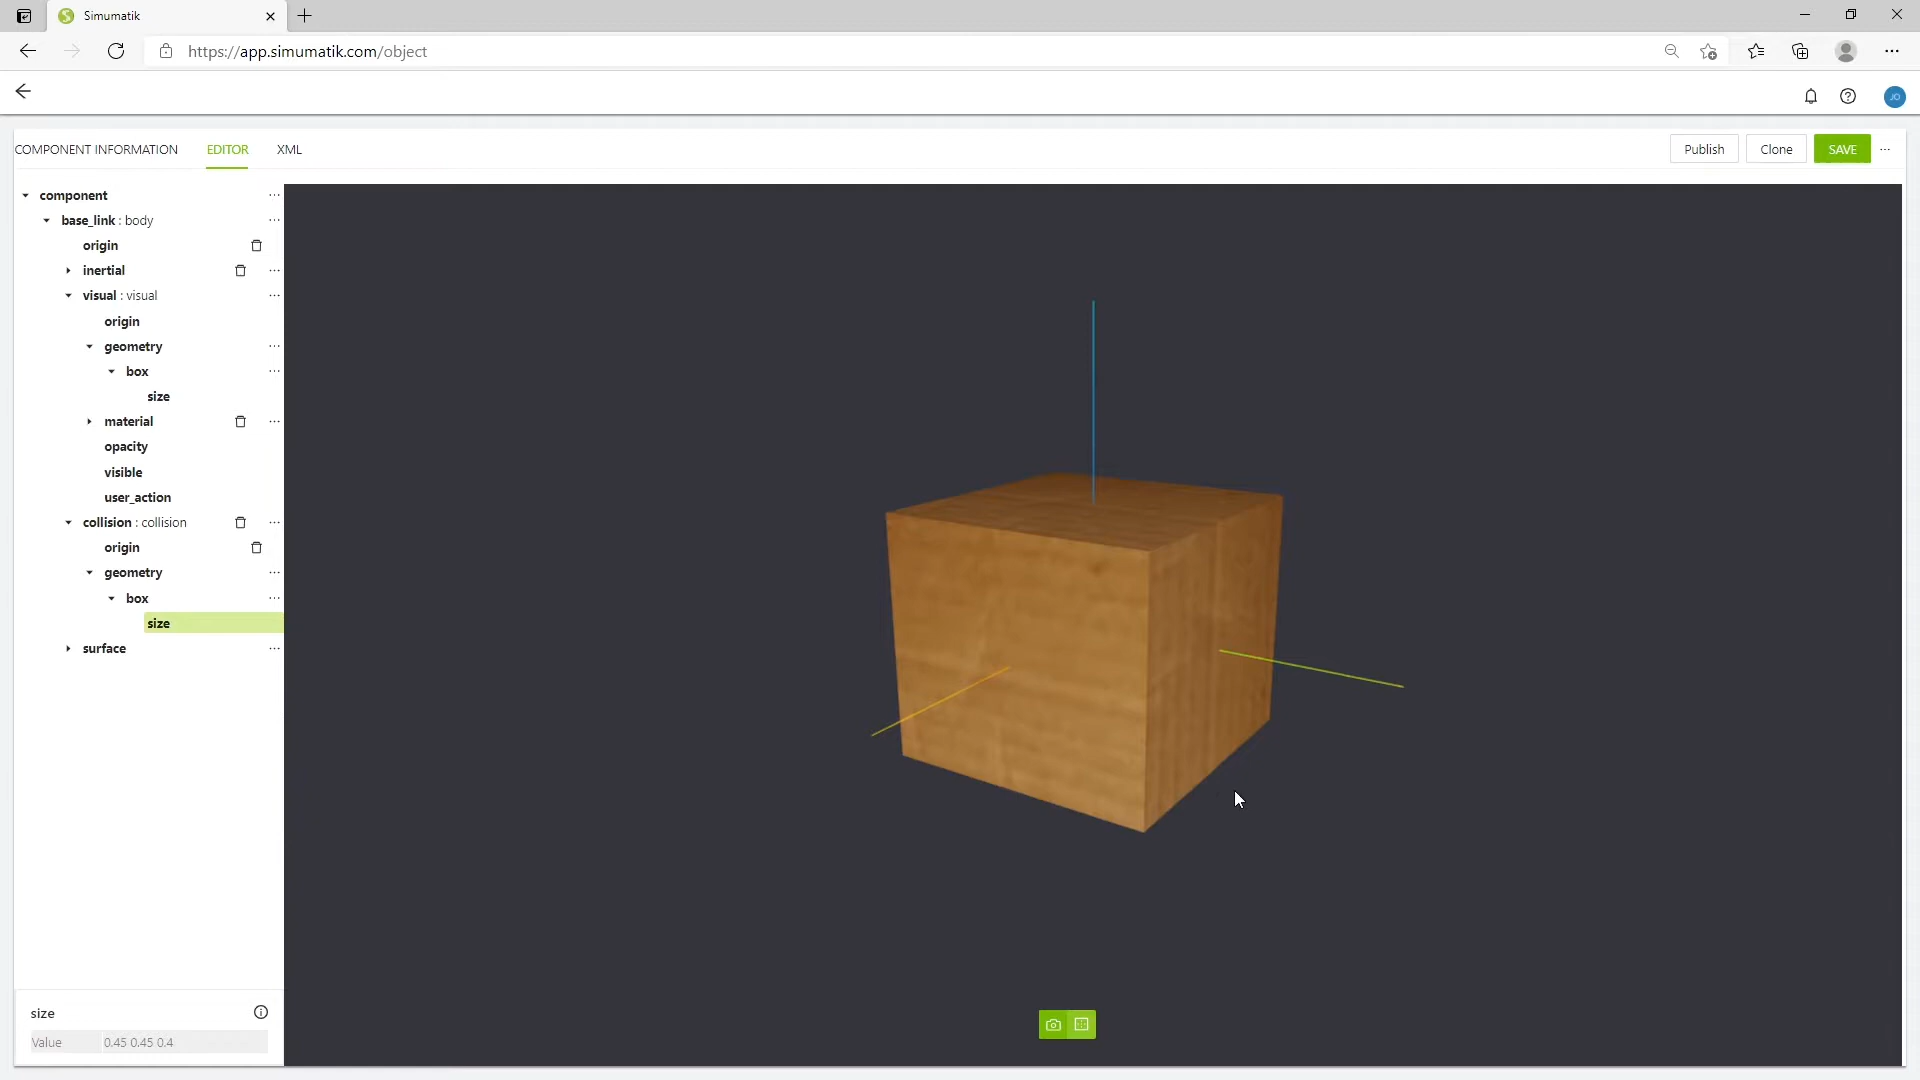 Simumatik
https://app.simumatik.com/object
JO
COMPONENT INFORMATION
EDITOR
XML
Publish
Clone
SAVE
component
base_link : body
origin
inertial
visual : visual
origin
geometry
box
size
material
opacity
visible
user_action
collision : collision
origin
geometry
box
size
surface
size
Value 0.45 0.45 0.4